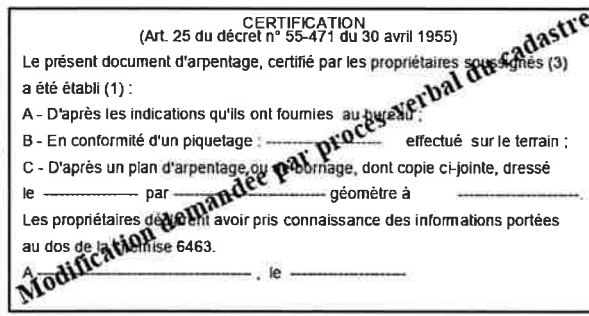 CERTIFICATION
(Art. 25 du décret n° 55-471 du 30 avril 1955)
Le présent document d'arpentage, certifié par les propriétaires soussignés (3)
a été établi (1) :
A - D'après les indications qu'ils ont fournies au bureau ;
B - En conformité d'un piquetage : ---------------------- effectué sur le terrain ;
C - D'après un plan d'arpentage ou de bornage, dont copie ci-jointe, dressé
le ------------------ par ----------------------------- géomètre à -----------------------.
Les propriétaires déclarent avoir pris connaissance des informations portées
au dos de la chemise 6463.
A ----------------------------------------- , le ----------------------
Modification demandée par procès-verbal du cadastre